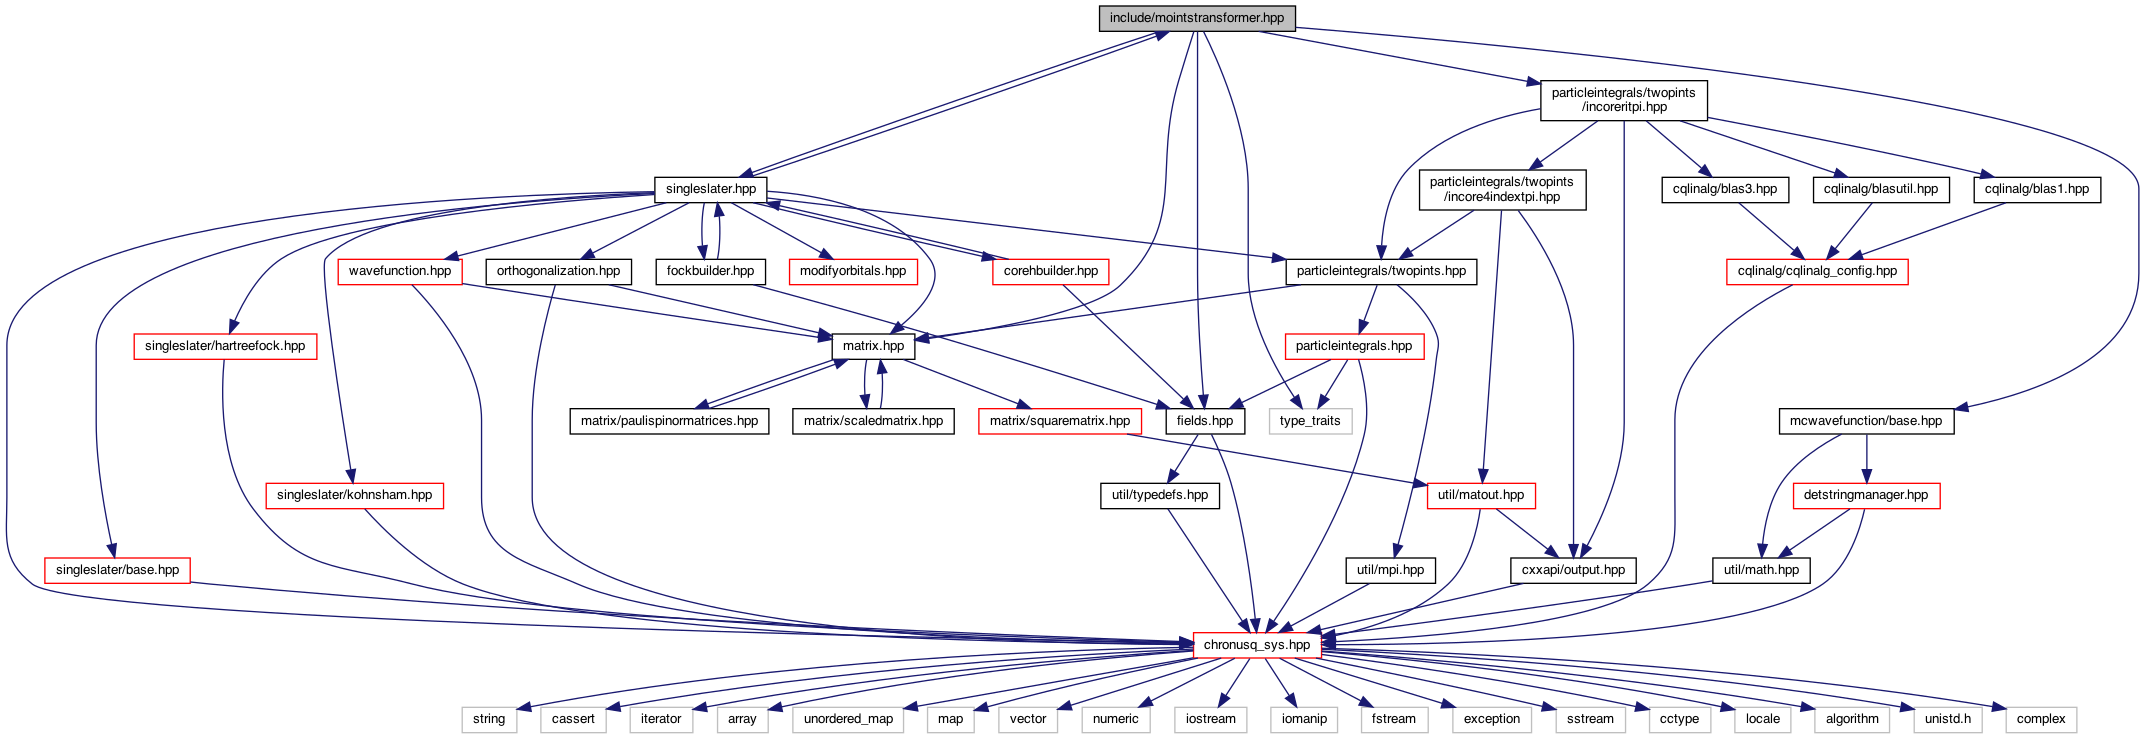 include/mointstransformer.hpp
particleintegrals/twopints
/incoreritpi.hpp
singleslater.hpp
particleintegrals/twopints
/incore4indextpi.hpp
cqlinalg/blas3.hpp
cqlinalg/blasutil.hpp
cqlinalg/blas1.hpp
wavefunction.hpp
orthogonalization.hpp
fockbuilder.hpp
modifyorbitals.hpp
corehbuilder.hpp
particleintegrals/twopints.hpp
cqlinalg/cqlinalg_config.hpp
singleslater/hartreefock.hpp
matrix.hpp
particleintegrals.hpp
matrix/paulispinormatrices.hpp
matrix/scaledmatrix.hpp
matrix/squarematrix.hpp
fields.hpp
type_traits
mcwavefunction/base.hpp
singleslater/kohnsham.hpp
util/typedefs.hpp
util/matout.hpp
detstringmanager.hpp
singleslater/base.hpp
util/mpi.hpp
cxxapi/output.hpp
util/math.hpp
chronusq_sys.hpp
string
cassert
iterator
array
unordered_map
map
vector
numeric
iostream
iomanip
fstream
exception
sstream
cctype
locale
algorithm
unistd.h
complex